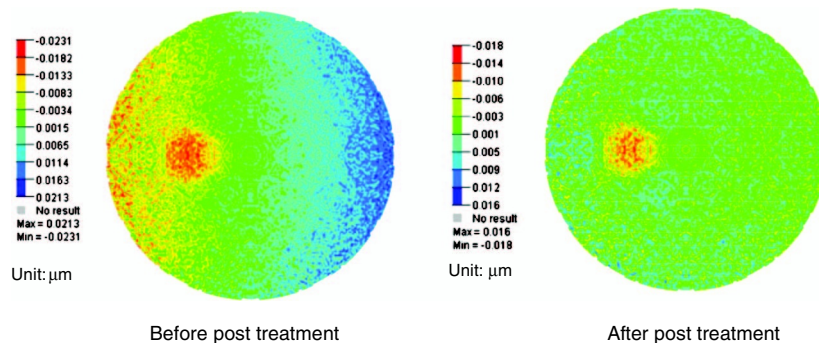 -0.0231
-0.0182
-0.0133
-0.0083
-0.0034
0.0015
0.0065
0.0114
0.0163
0.0213
No result
Max = 0.0213
Min = -0.0231
Unit: µm
Before post treatment
-0.018
-0.014
-0.010
-0.006
-0.003
0.001
0.005
0.009
0.012
0.016
No result
Max = 0.016
Min = -0.018
Unit: µm
After post treatment